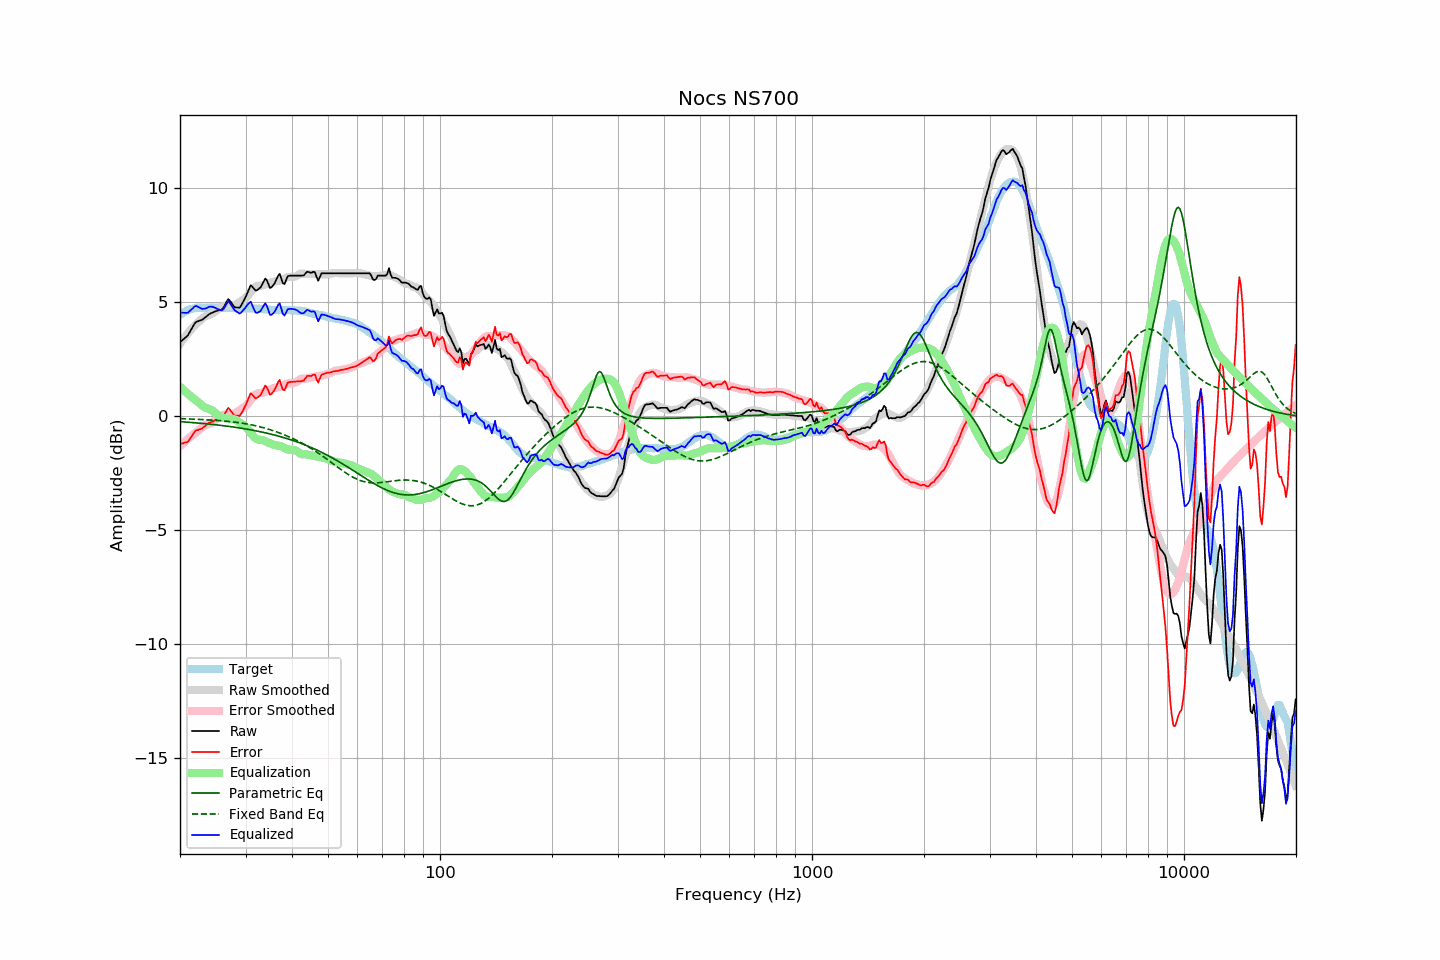 Nocs NS700
Amplitude (dBr)
10
5
0
−5
−10
−15
Target
Raw Smoothed
Error Smoothed
Raw
Error
Equalization
Parametric Eq
Fixed Band Eq
Equalized
100
1000
10000
Frequency (Hz)